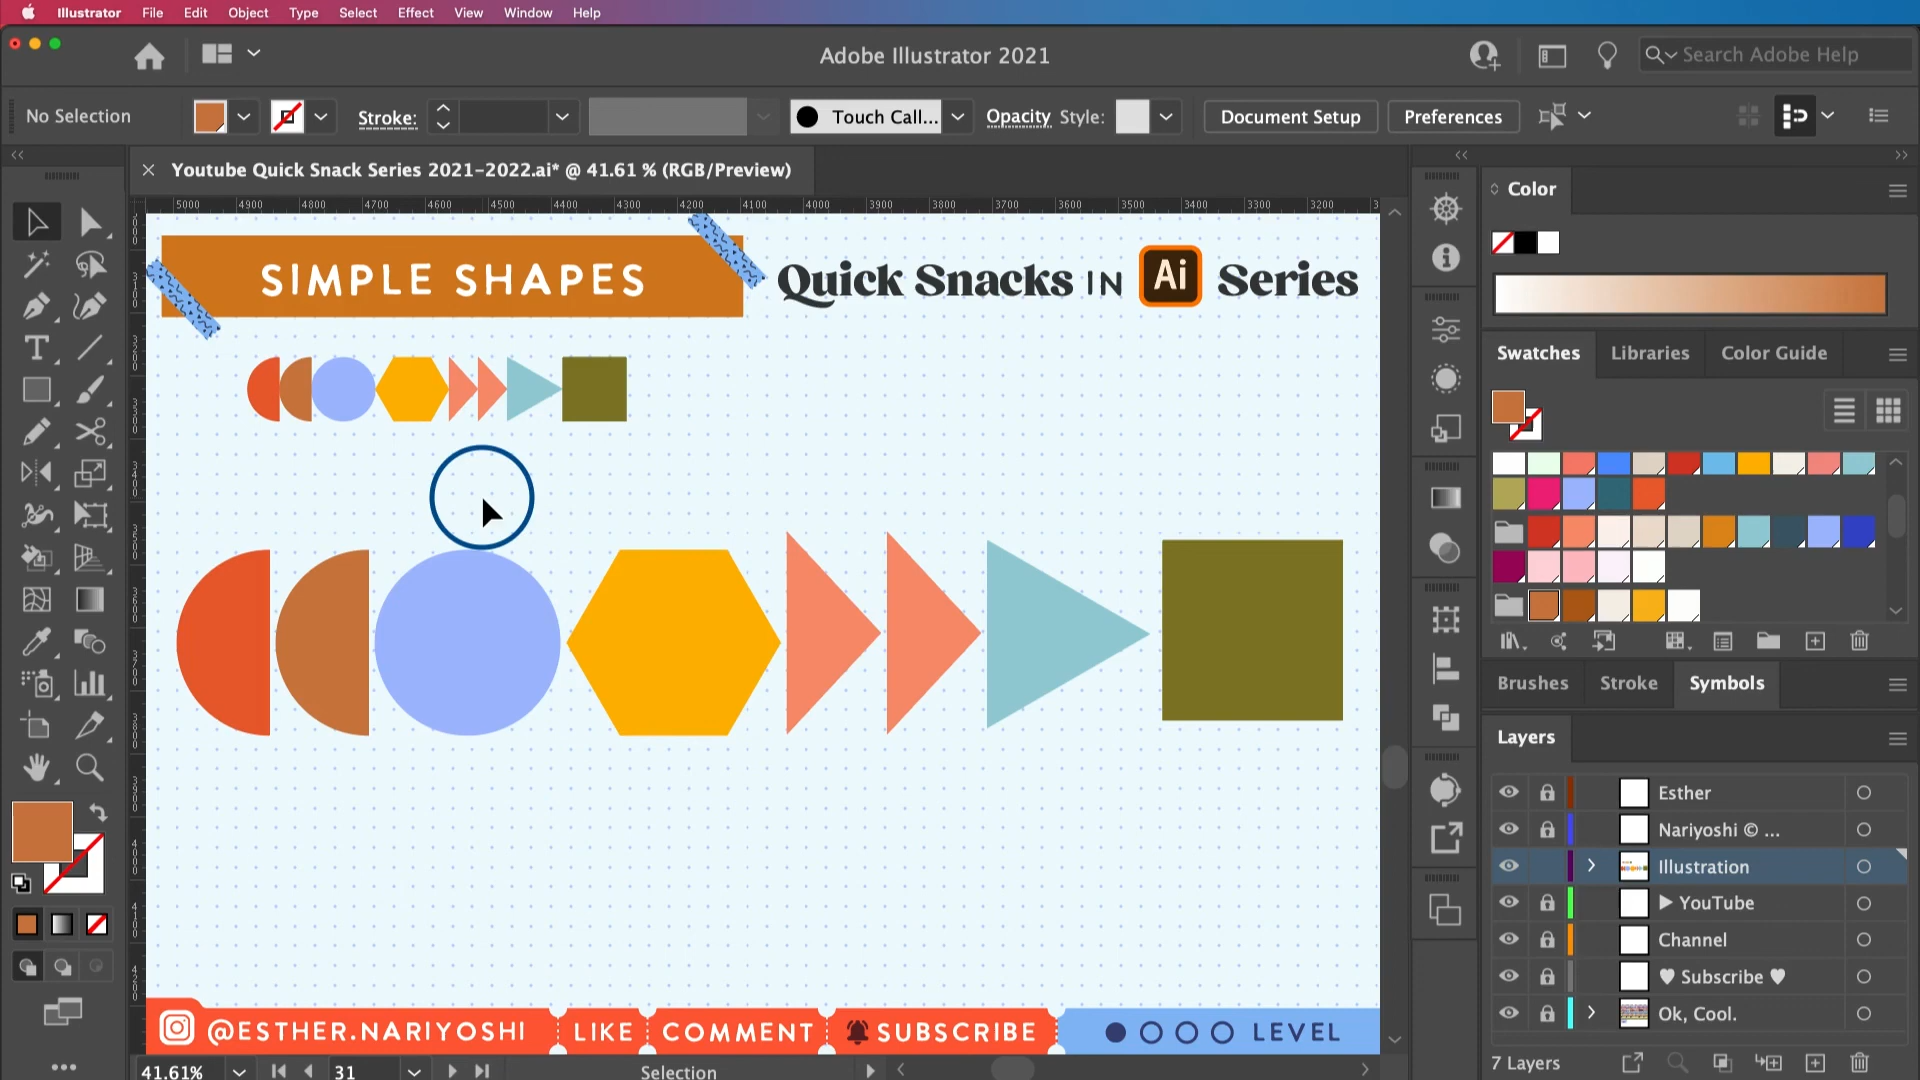 Illustrator File Edit Object Type Select Effect View Window Help
Adobe Illustrator 2021
Search Adobe Help
No Selection
Stroke:
Touch Call...
Opacity Style:
Document Setup
Preferences
Youtube Quick Snack Series 2021-2022.ai* @ 41.61 % (RGB/Preview)
5000 4900 4800 4700 4600 4500 4400 4300 4200 4100 4000 3900 3800 3700 3600 3500 3400 3300 3200 3
SIMPLE SHAPES
Quick Snacks IN Ai Series
@ESTHER.NARIYOSHI
LIKE
COMMENT
SUBSCRIBE
LEVEL
41.61%
31
Selection
Color
Swatches
Libraries
Color Guide
Brushes
Stroke
Symbols
Layers
Esther
Nariyoshi © ...
Illustration
▶ YouTube
Channel
♥ Subscribe ♥
Ok, Cool.
7 Layers